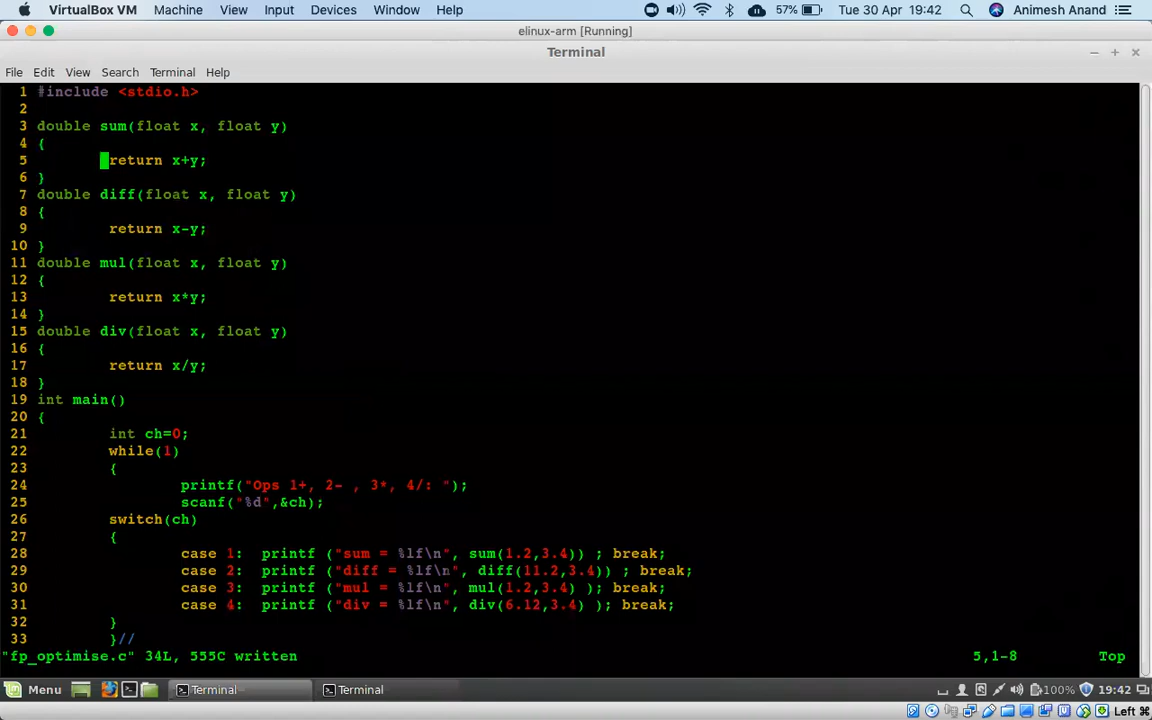 VirtualBox VM Machine View Input Devices Window Help 57% Tue 30 Apr 19:42 Animesh Anand
elinux-arm [Running]
Terminal
File Edit View Search Terminal Help
1 #include <stdio.h>
2
3 double sum(float x, float y)
4 {
5 return x+y;
6 }
7 double diff(float x, float y)
8 {
9 return x-y;
10 }
11 double mul(float x, float y)
12 {
13 return x*y;
14 }
15 double div(float x, float y)
16 {
17 return x/y;
18 }
19 int main()
20 {
21 int ch=0;
22 while(1)
23 {
24 printf("Ops 1+, 2- , 3*, 4/: ");
25 scanf("%d",&ch);
26 switch(ch)
27 {
28 case 1: printf ("sum = %lf\n", sum(1.2,3.4)) ; break;
29 case 2: printf ("diff = %lf\n", diff(11.2,3.4)) ; break;
30 case 3: printf ("mul = %lf\n", mul(1.2,3.4) ); break;
31 case 4: printf ("div = %lf\n", div(6.12,3.4) ); break;
32 }
33 }//
"fp_optimise.c" 34L, 555C written 5,1-8 Top
Menu Terminal Terminal 100% 19:42
Left ⌘